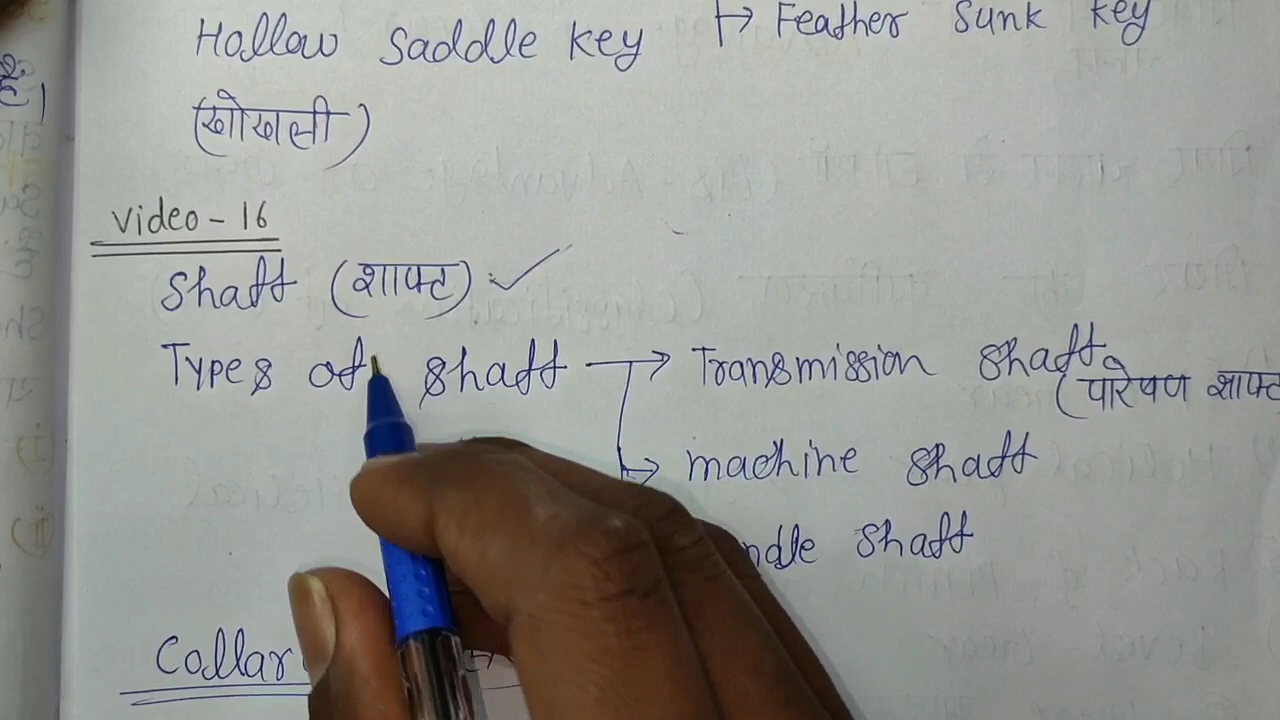 Hollow Saddle key → Feather Sunk key
(खोखली)
Video - 16
Shaft (शाफ्ट) ✓
Types of shaft → Transmission shaft
(पारेषण शाफ्ट
→ machine shaft
ndle shaft
Collar